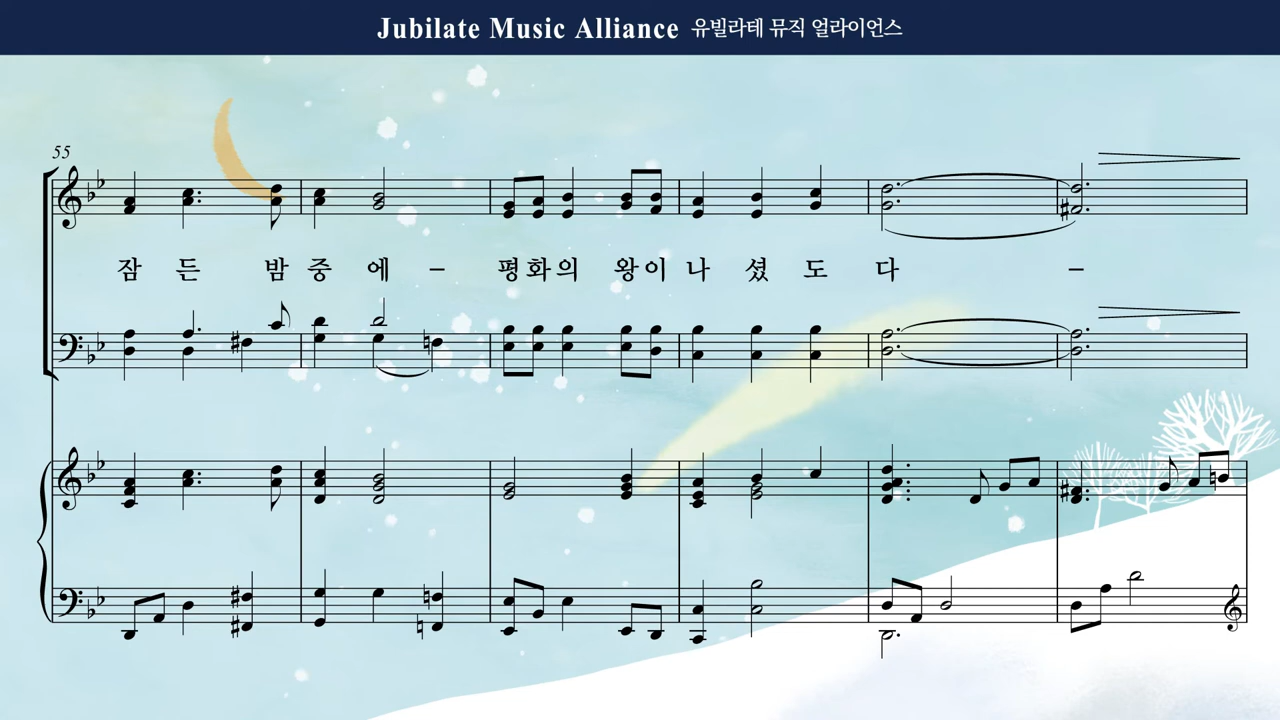 Jubilate Music Alliance 유빌라테 뮤직 얼라이언스
55
잠 든 밤 중 에 – 평 화 의 왕 이 나 셨 도 다 –